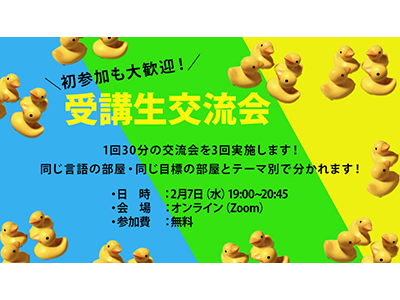 ＼初参加も大歓迎！／
受講生交流会
1回30分の交流会を3回実施します！
同じ言語の部屋・同じ目標の部屋とテーマ別で分かれます！
・日　時　：2月7日（水）19:00~20:45
・会　場　：オンライン（Zoom）
・参加費　：無料